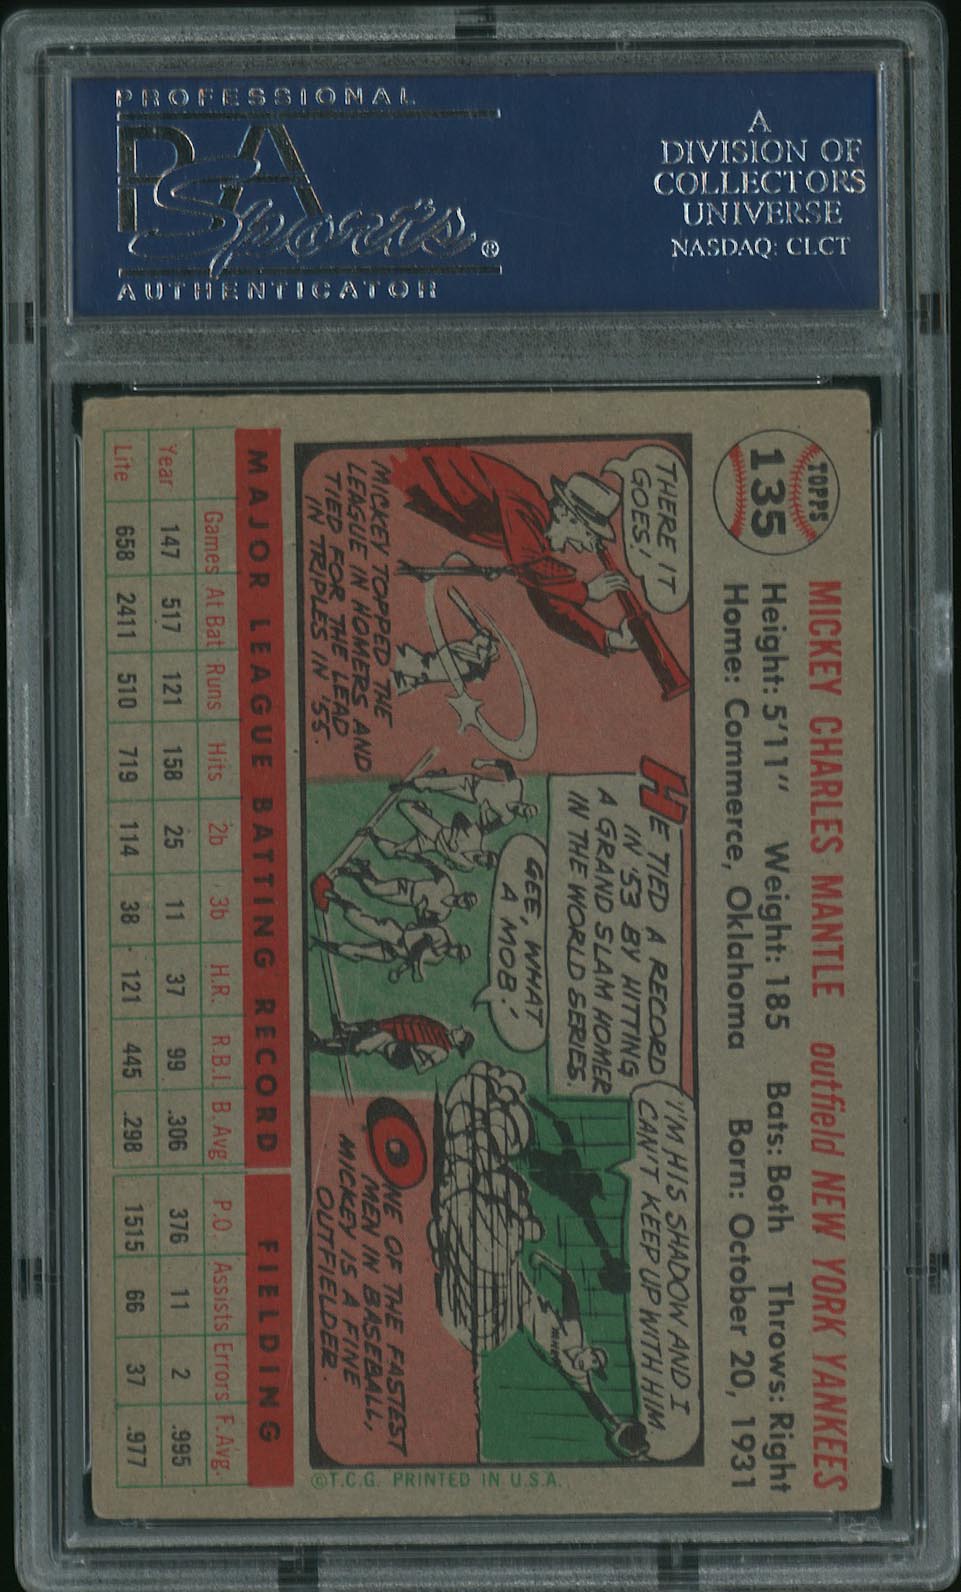 PROFESSIONAL
PSA
Sports®
AUTHENTICATOR
A
DIVISION OF
COLLECTORS
UNIVERSE
NASDAQ: CLCT
TOPPS
135
MICKEY CHARLES MANTLE outfield NEW YORK YANKEES
Height: 5'11" Weight: 185 Bats: Both Throws: Right
Home: Commerce, Oklahoma Born: October 20, 1931
THERE IT
GOES!
MICKEY TOPPED THE
LEAGUE IN HOMERS AND
TIED FOR THE LEAD
IN TRIPLES IN '55.
HE TIED A RECORD
IN '53 BY HITTING
A GRAND SLAM HOMER
IN THE WORLD SERIES.
GEE, WHAT
A MOB!
I'M HIS SHADOW AND I
CAN'T KEEP UP WITH HIM
ONE OF THE FASTEST
MEN IN BASEBALL,
MICKEY IS A FINE
OUTFIELDER.
©T.C.G. PRINTED IN U.S.A.
MAJOR LEAGUE BATTING RECORD FIELDING
Games At Bat Runs Hits 2b 3b H.R. R.B.I. B. Avg P.O. Assists Errors F. Avg.
Year 147 517 121 158 25 11 37 99 .306 376 11 2 .995
Life 658 2411 510 719 114 38 121 445 .298 1515 66 37 .977